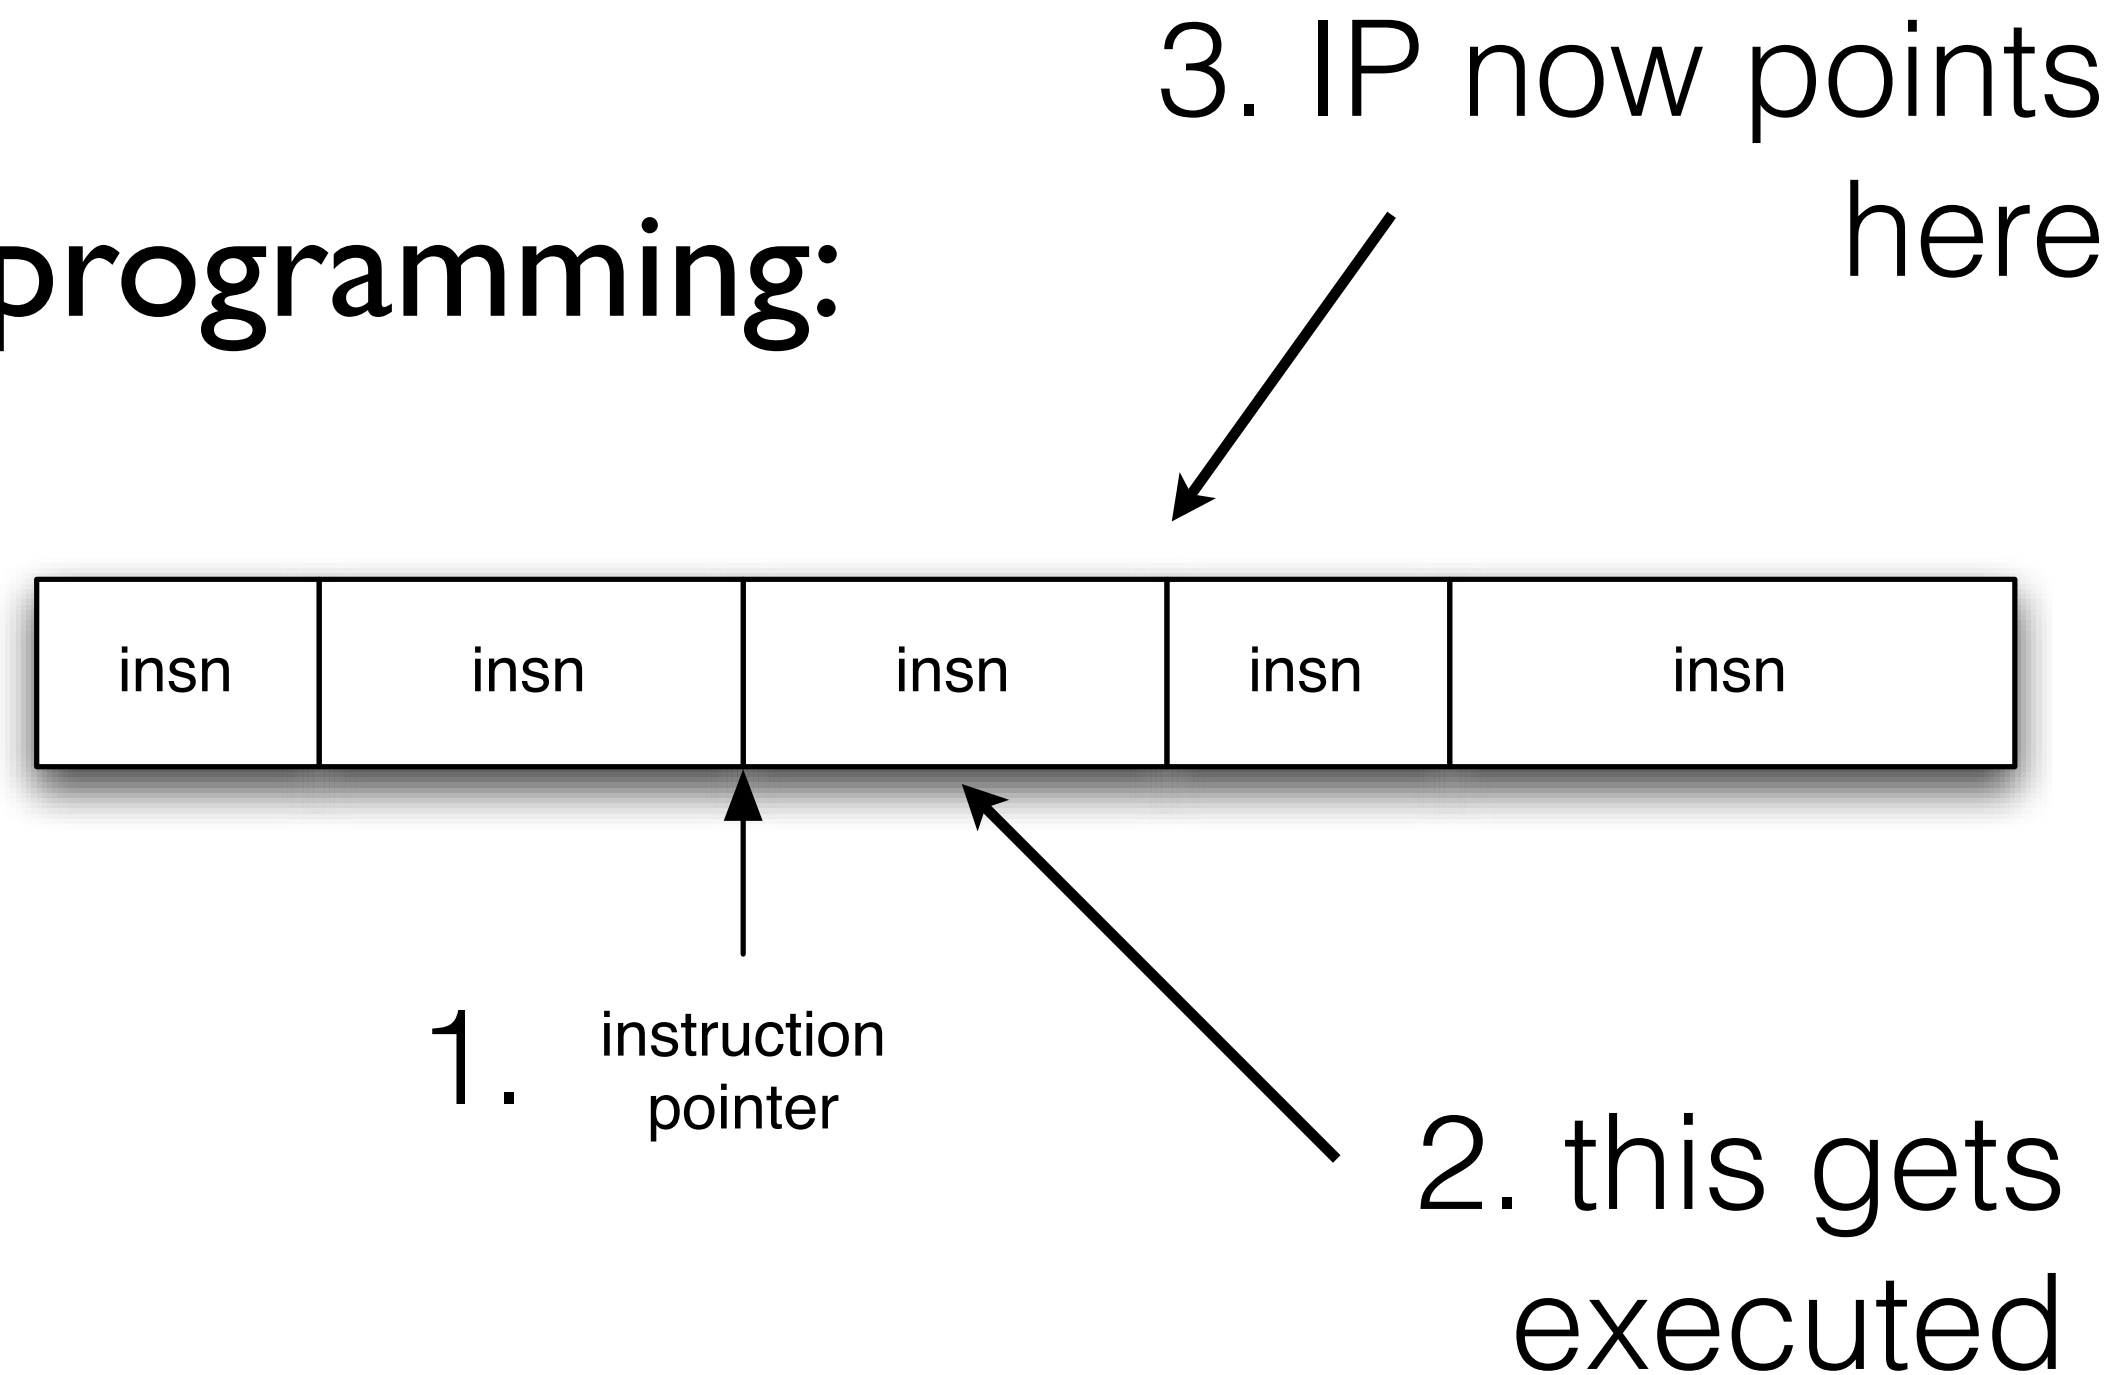 3. IP now points
here
programming:
insn insn insn insn insn
1. instruction
pointer
2. this gets
executed